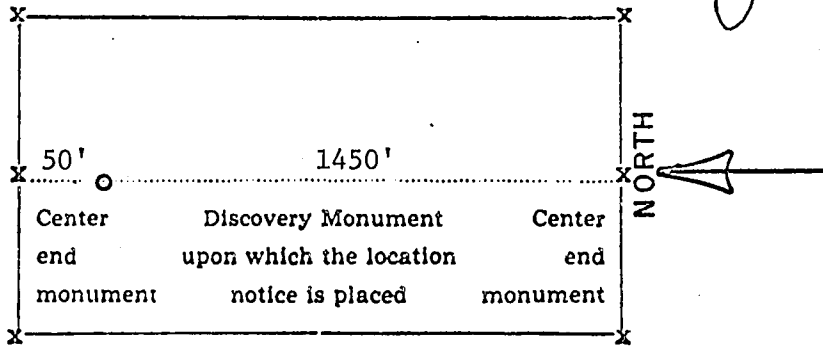 50' 1450'
NORTH
Center Discovery Monument Center
end upon which the location end
monument notice is placed monument